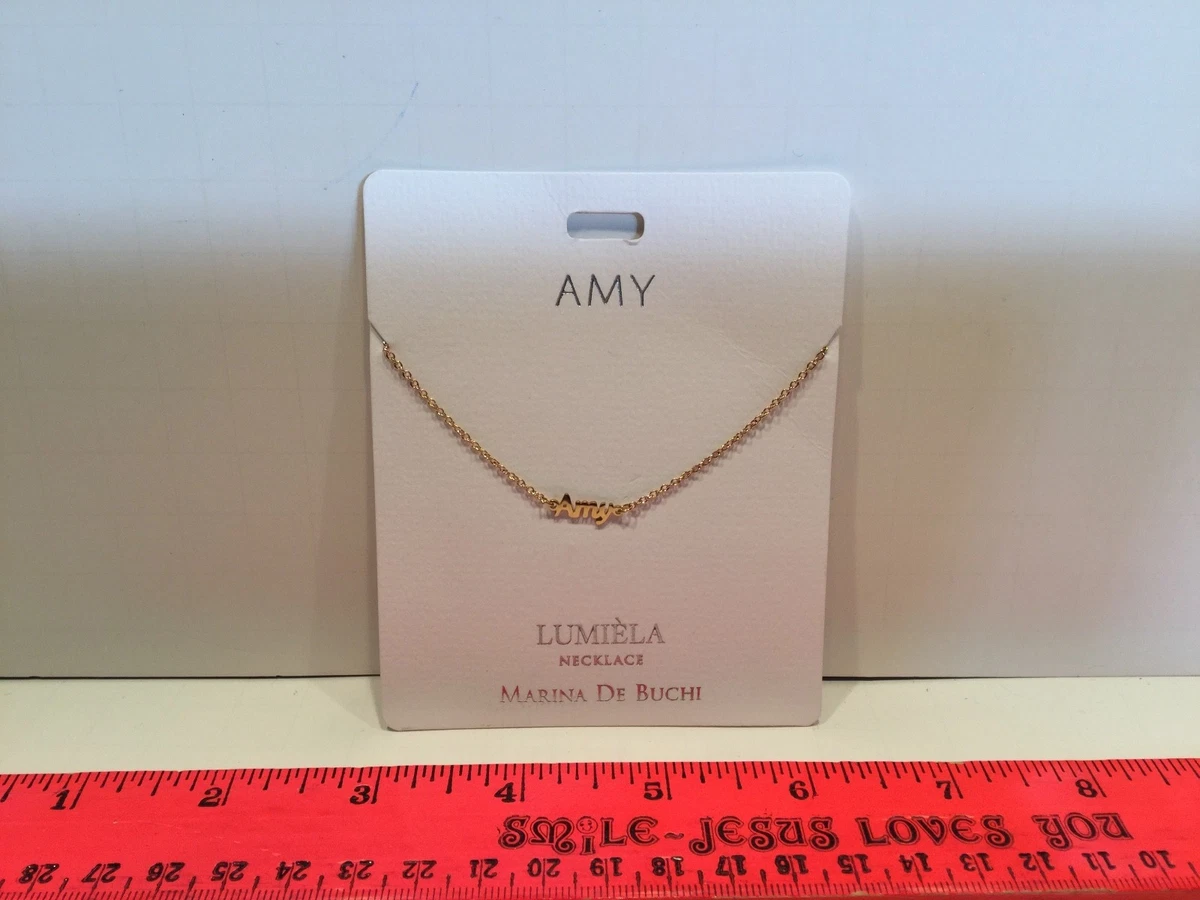 AMY
Amy
LUMIÈLA
NECKLACE
MARINA DE BUCHI
1 2 3 4 5 6 7 8
SMiLE~JESUS LOVES YOU
28 27 26 25 24 23 22 21 20 19 18 17 16 15 14 13 12 11 10